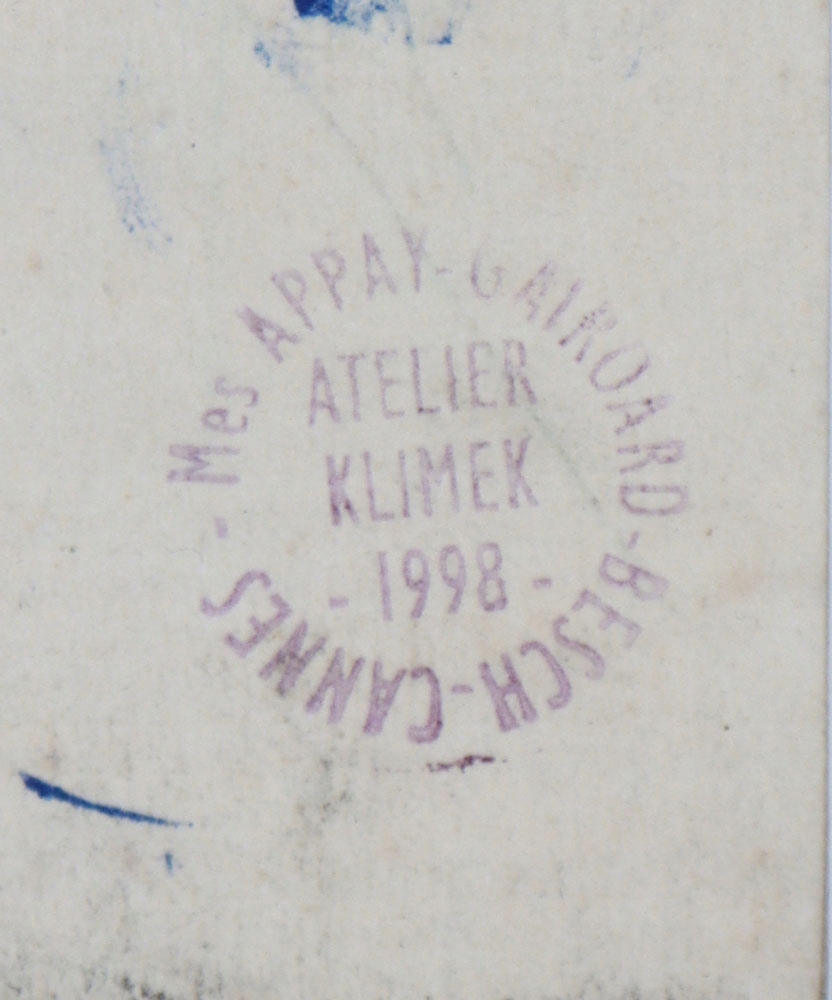 - Mes APPAY - GAIROARD - BESCH - CANNES
ATELIER
KLIMEK
- 1998 -